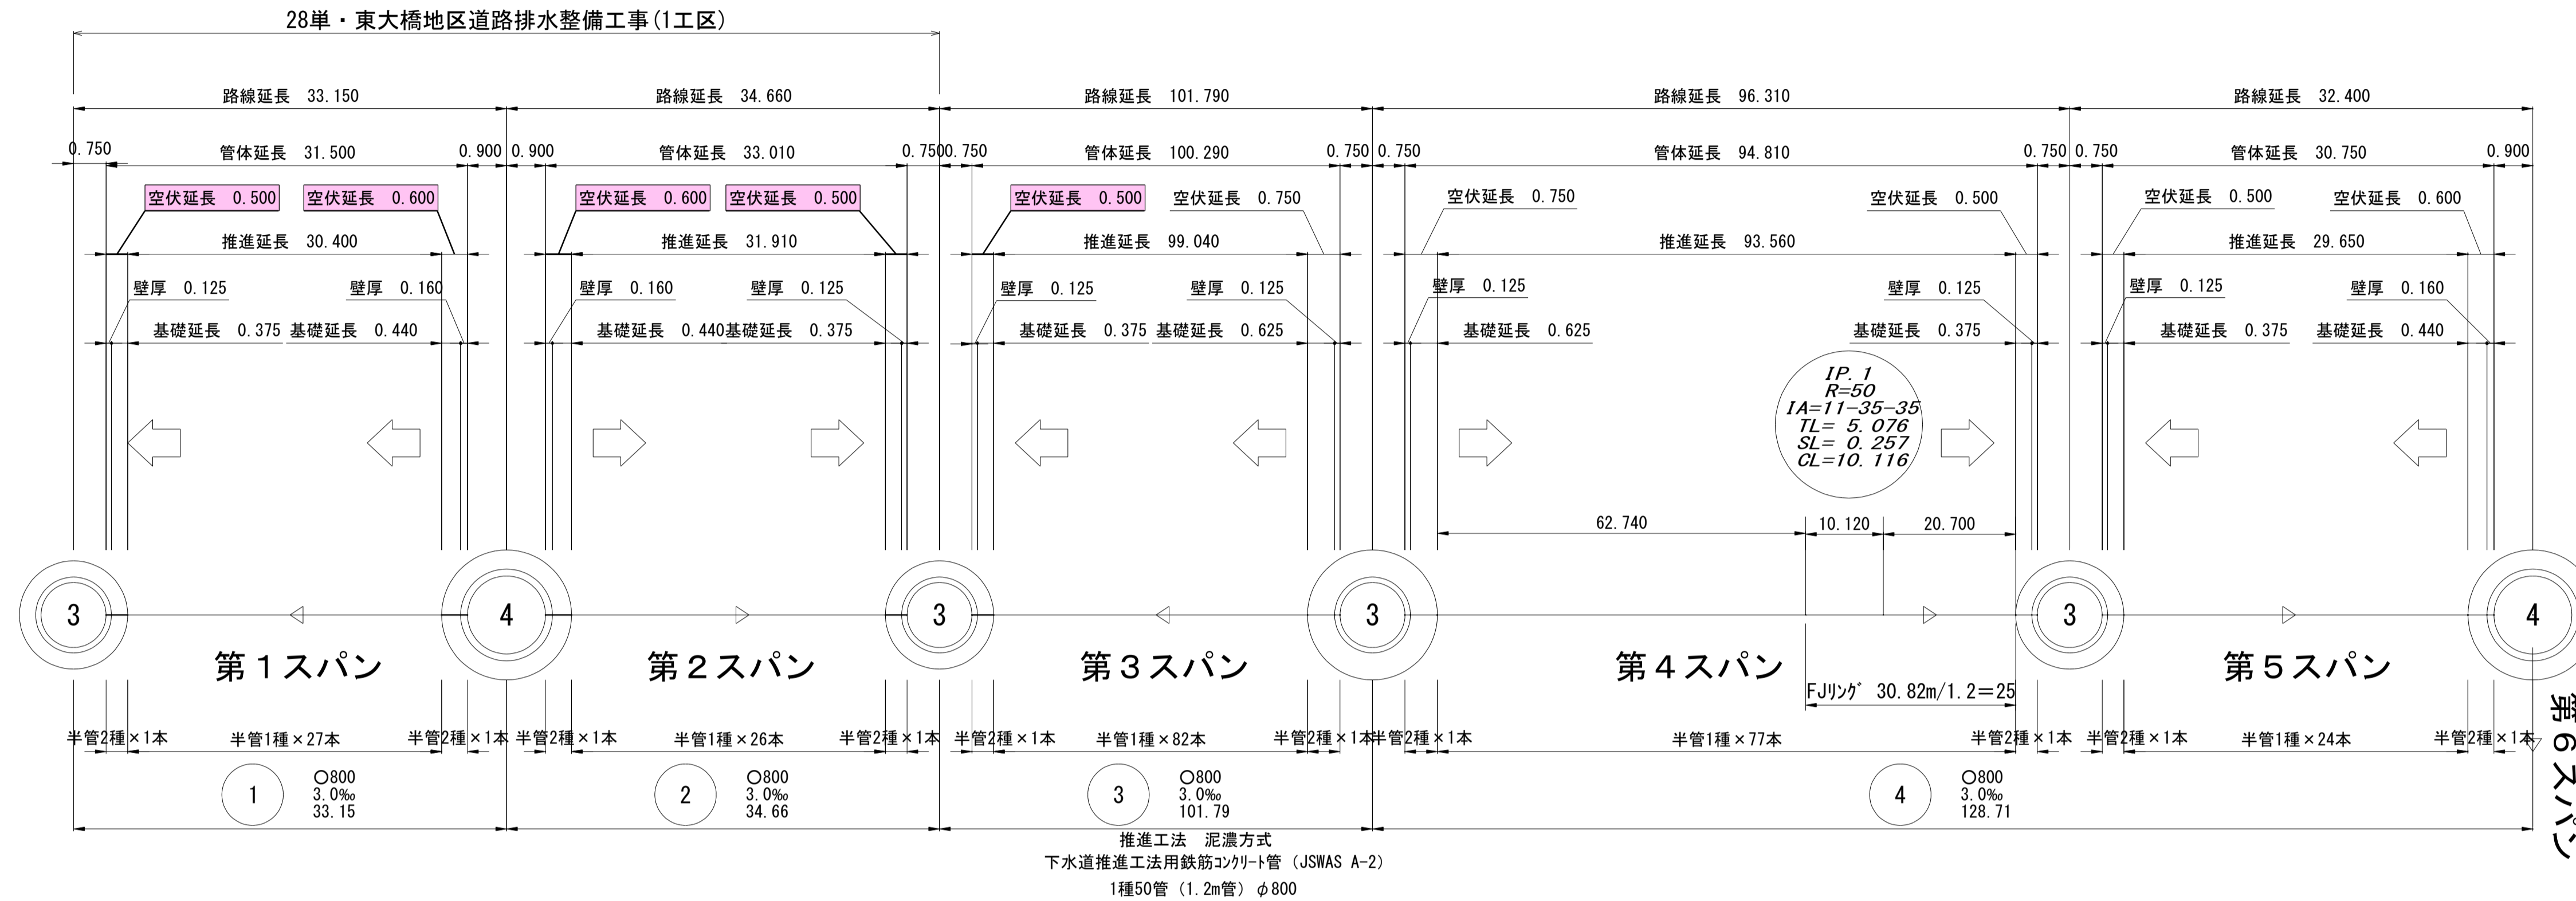 28単・東大橋地区道路排水整備工事(1工区)
路線延長 33.150
路線延長 34.660
路線延長 101.790
路線延長 96.310
路線延長 32.400
0.750
管体延長 31.500
0.900
0.900
管体延長 33.010
0.750
0.750
管体延長 100.290
0.750
0.750
管体延長 94.810
0.750
0.750
管体延長 30.750
0.900
空伏延長 0.500
空伏延長 0.600
空伏延長 0.600
空伏延長 0.500
空伏延長 0.500
空伏延長 0.750
空伏延長 0.750
空伏延長 0.500
空伏延長 0.500
空伏延長 0.600
推進延長 30.400
推進延長 31.910
推進延長 99.040
推進延長 93.560
推進延長 29.650
壁厚 0.125
壁厚 0.160
壁厚 0.160
壁厚 0.125
壁厚 0.125
壁厚 0.125
壁厚 0.125
壁厚 0.125
壁厚 0.125
壁厚 0.160
基礎延長 0.375
基礎延長 0.440
基礎延長 0.440
基礎延長 0.375
基礎延長 0.375
基礎延長 0.625
基礎延長 0.625
基礎延長 0.375
基礎延長 0.375
基礎延長 0.440
IP.1
R=50
IA=11-35-35
TL= 5.076
SL= 0.257
CL=10.116
62.740
10.120
20.700
3
4
3
3
3
4
第1スパン
第2スパン
第3スパン
第4スパン
第5スパン
第6スパン
FJリング 30.82m/1.2=25
半管2種×1本
半管1種×27本
半管2種×1本
半管2種×1本
半管1種×26本
半管2種×1本
半管2種×1本
半管1種×82本
半管2種×1本
半管2種×1本
半管1種×77本
半管2種×1本
半管2種×1本
半管1種×24本
半管2種×1本
1
○800
3.0‰
33.15
2
○800
3.0‰
34.66
3
○800
3.0‰
101.79
4
○800
3.0‰
128.71
推進工法 泥濃方式
下水道推進工法用鉄筋コンクリート管 (JSWAS A-2)
1種50管 (1.2m管) φ800